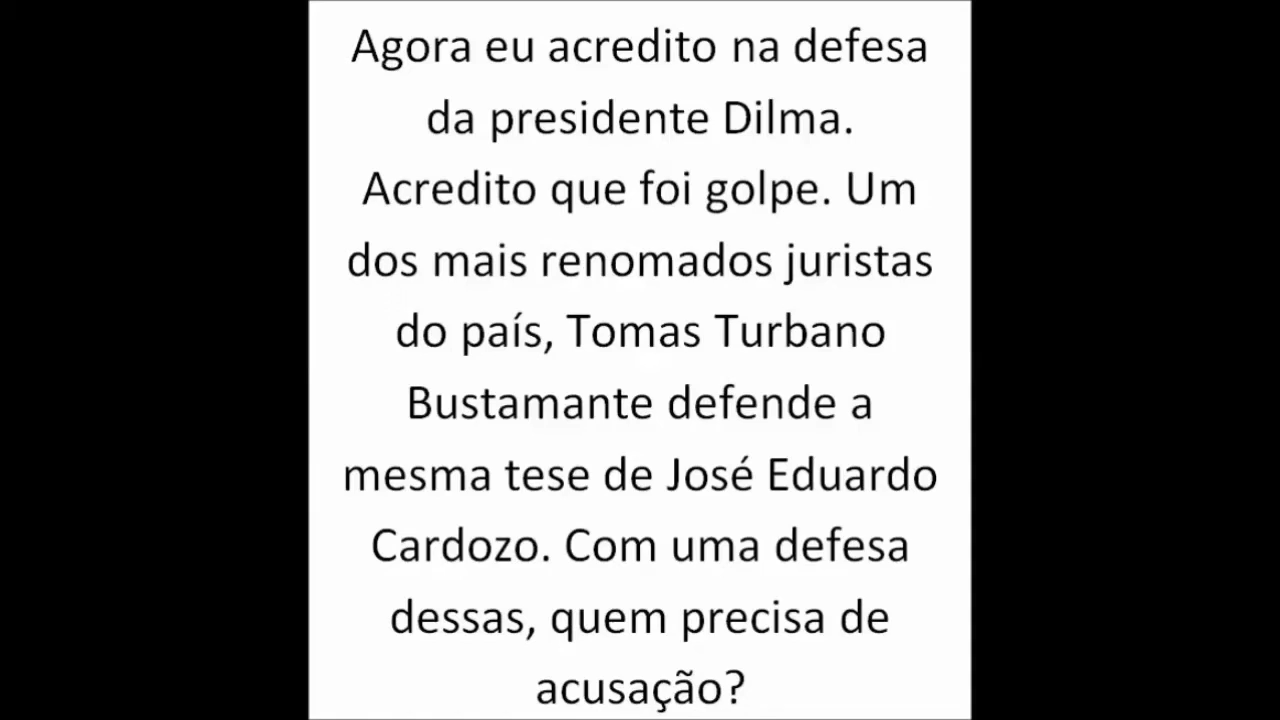 Agora eu acredito na defesa
da presidente Dilma.
Acredito que foi golpe. Um
dos mais renomados juristas
do país, Tomas Turbano
Bustamante defende a
mesma tese de José Eduardo
Cardozo. Com uma defesa
dessas, quem precisa de
acusação?